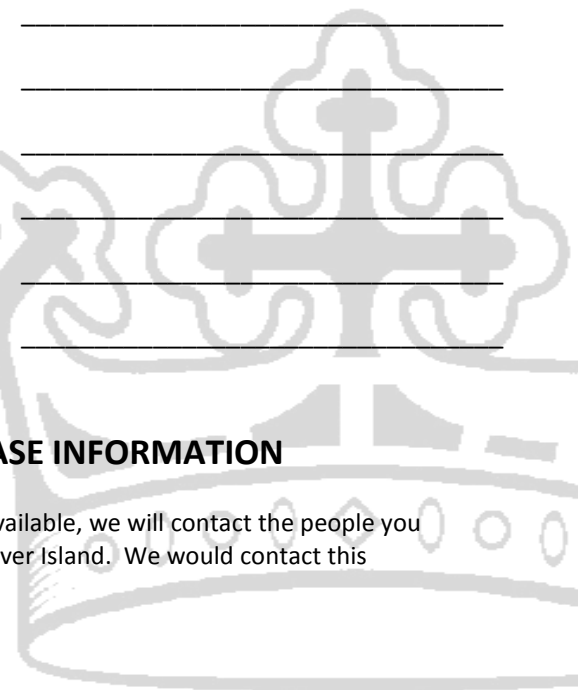 ASE INFORMATION
vailable, we will contact the people you
ver Island. We would contact this